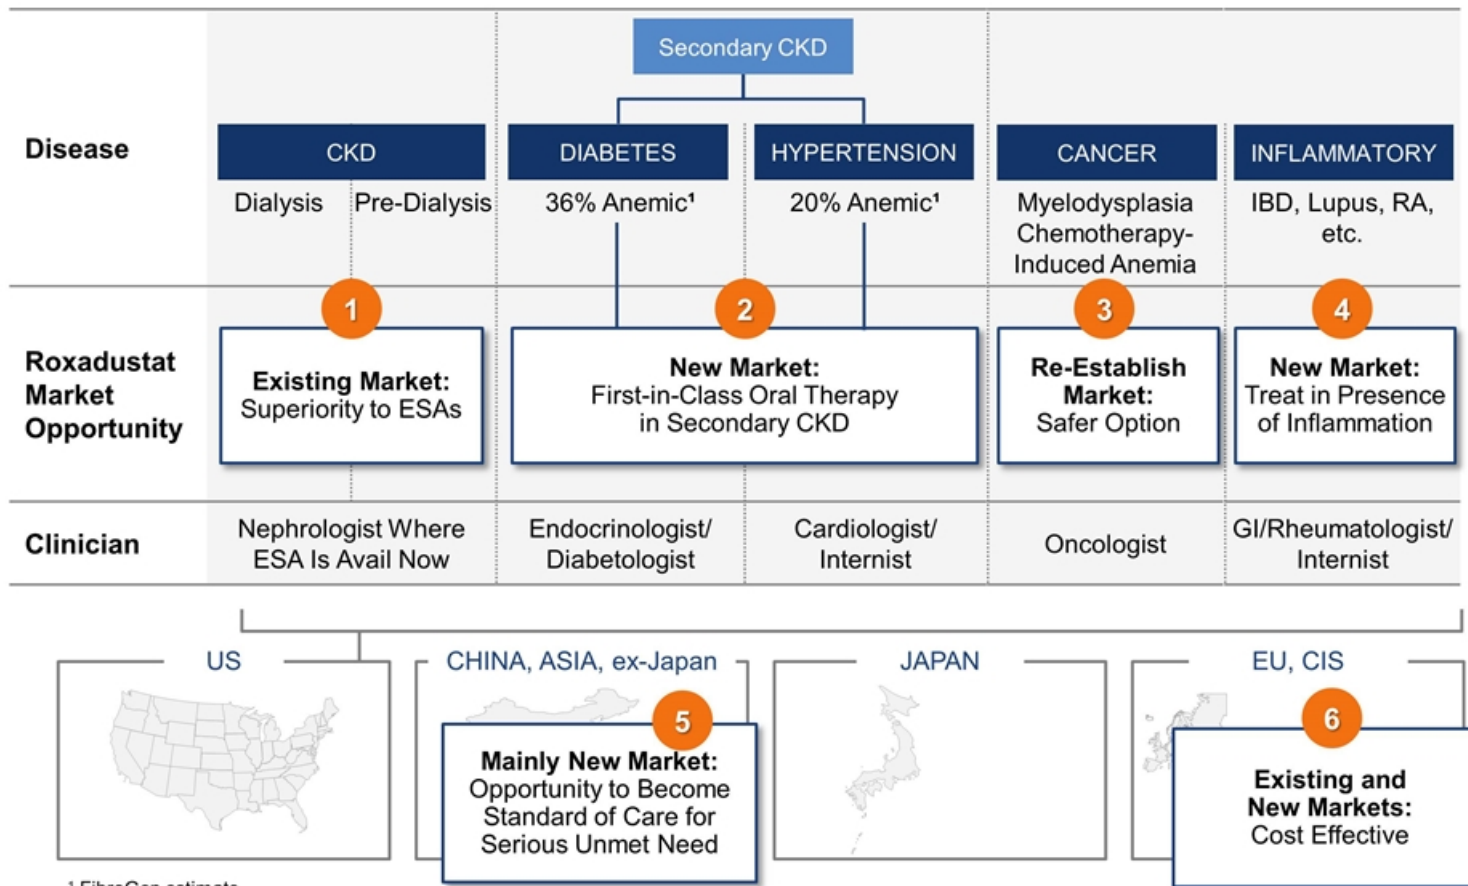 Secondary CKD
Disease
CKD
DIABETES
HYPERTENSION
CANCER
INFLAMMATORY
Dialysis
Pre-Dialysis
36% Anemic¹
20% Anemic¹
Myelodysplasia
Chemotherapy-
Induced Anemia
IBD, Lupus, RA,
etc.
Roxadustat
Market
Opportunity
1
Existing Market:
Superiority to ESAs
2
New Market:
First-in-Class Oral Therapy
in Secondary CKD
3
Re-Establish
Market:
Safer Option
4
New Market:
Treat in Presence
of Inflammation
Clinician
Nephrologist Where
ESA Is Avail Now
Endocrinologist/
Diabetologist
Cardiologist/
Internist
Oncologist
GI/Rheumatologist/
Internist
US
CHINA, ASIA, ex-Japan
5
Mainly New Market:
Opportunity to Become
Standard of Care for
Serious Unmet Need
JAPAN
EU, CIS
6
Existing and
New Markets:
Cost Effective
¹ FibroGen estimate